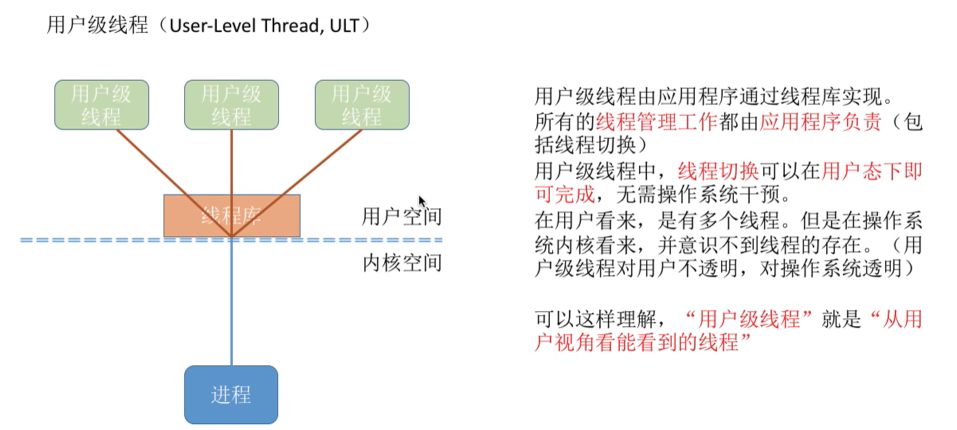 用户级线程（User-Level Thread, ULT）
用户级
线程
用户级
线程
用户级
线程
线程库
用户空间
内核空间
进程
用户级线程由应用程序通过线程库实现。
所有的线程管理工作都由应用程序负责（包
括线程切换）
用户级线程中，线程切换可以在用户态下即
可完成，无需操作系统干预。
在用户看来，是有多个线程。但是在操作系
统内核看来，并意识不到线程的存在。（用
户级线程对用户不透明，对操作系统透明）
可以这样理解，“用户级线程”就是“从用
户视角看能看到的线程”